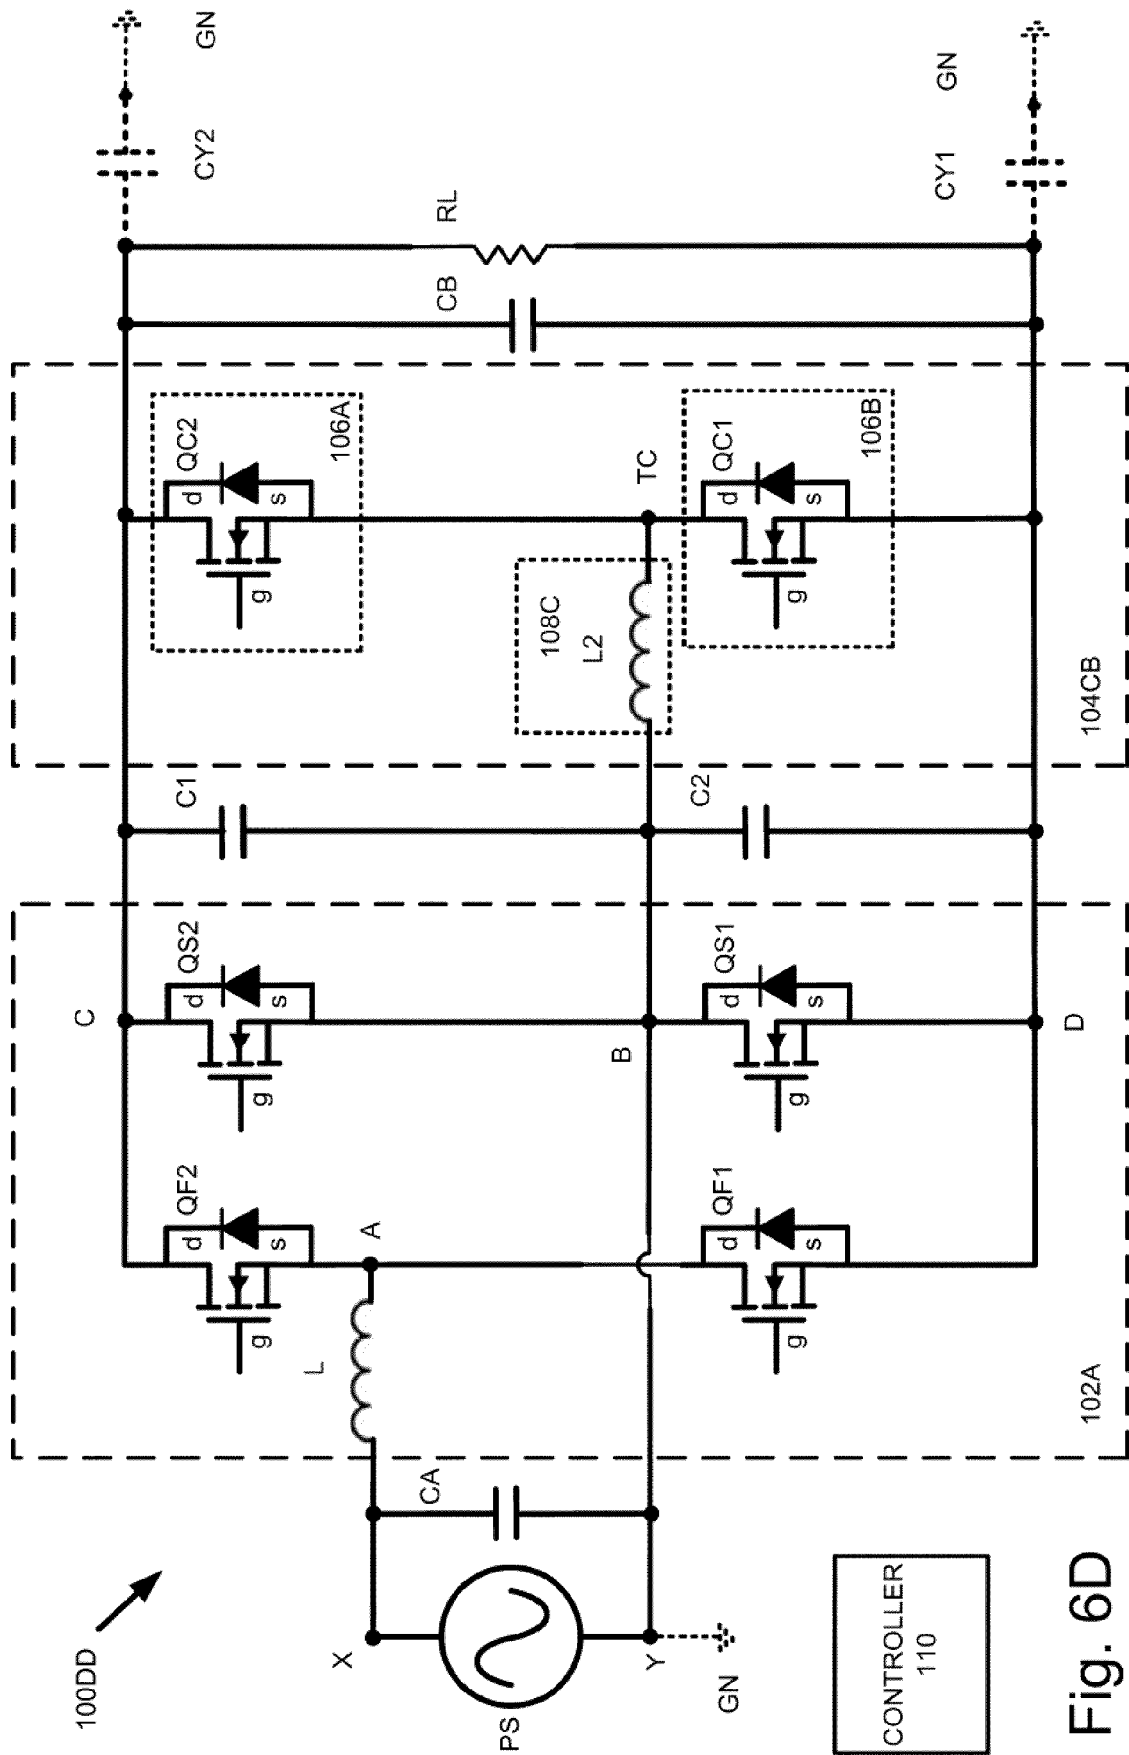 100DD
X
PS
Y
GN
CA
L
A
QF2
d
s
g
QF1
d
s
g
102A
C
QS2
d
s
g
B
QS1
d
s
g
D
C1
C2
108C
L2
QC2
d
s
g
106A
TC
QC1
d
s
g
106B
104CB
CB
RL
CY2
GN
CY1
GN
CONTROLLER
110
Fig. 6D